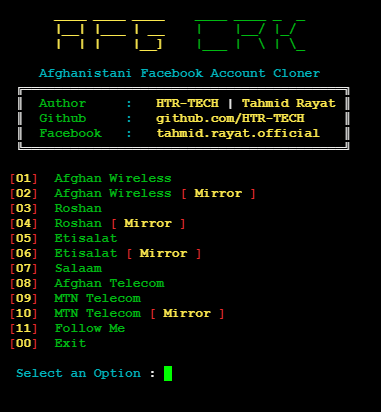 AFG CRK
Afghanistani Facebook Account Cloner
Author : HTR-TECH | Tahmid Rayat
Github : github.com/HTR-TECH
Facebook : tahmid.rayat.official
[01] Afghan Wireless
[02] Afghan Wireless [ Mirror ]
[03] Roshan
[04] Roshan [ Mirror ]
[05] Etisalat
[06] Etisalat [ Mirror ]
[07] Salaam
[08] Afghan Telecom
[09] MTN Telecom
[10] MTN Telecom [ Mirror ]
[11] Follow Me
[00] Exit
Select an Option :